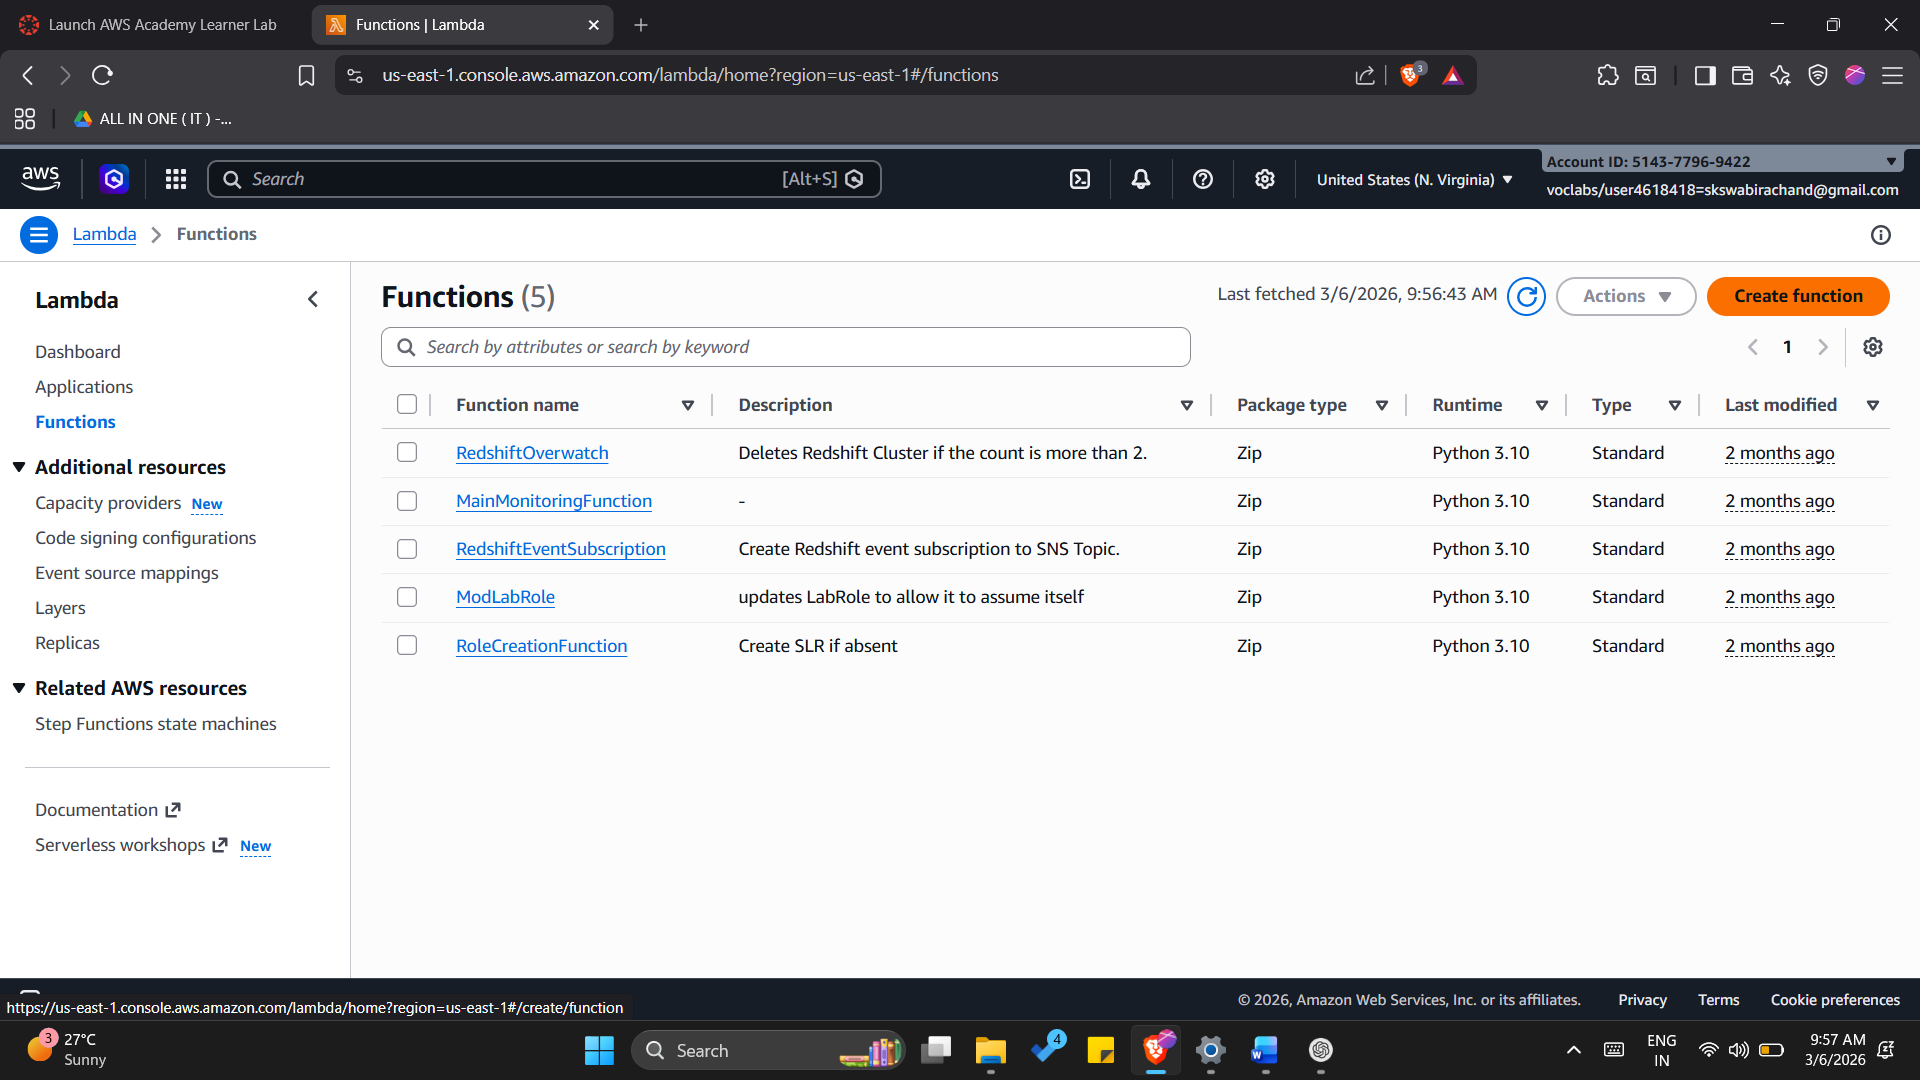 Launch AWS Academy Learner Lab
Functions | Lambda
us-east-1.console.aws.amazon.com/lambda/home?region=us-east-1#/functions
3
ALL IN ONE ( IT ) -...
aws
Search
[Alt+S]
United States (N. Virginia)
Account ID: 5143-7796-9422
voclabs/user4618418=skswabirachand@gmail.com
Lambda
Functions
Lambda
Dashboard
Applications
Functions
Additional resources
Capacity providers New
Code signing configurations
Event source mappings
Layers
Replicas
Related AWS resources
Step Functions state machines
Documentation
Serverless workshops New
Functions (5)
Last fetched 3/6/2026, 9:56:43 AM
Actions
Create function
Search by attributes or search by keyword
1
Function name Description Package type Runtime Type Last modified
RedshiftOverwatch Deletes Redshift Cluster if the count is more than 2. Zip Python 3.10 Standard 2 months ago
MainMonitoringFunction - Zip Python 3.10 Standard 2 months ago
RedshiftEventSubscription Create Redshift event subscription to SNS Topic. Zip Python 3.10 Standard 2 months ago
ModLabRole updates LabRole to allow it to assume itself Zip Python 3.10 Standard 2 months ago
RoleCreationFunction Create SLR if absent Zip Python 3.10 Standard 2 months ago
https://us-east-1.console.aws.amazon.com/lambda/home?region=us-east-1#/create/function
© 2026, Amazon Web Services, Inc. or its affiliates. Privacy Terms Cookie preferences
3
27°C
Sunny
Search
4
ENG
IN
9:57 AM
3/6/2026